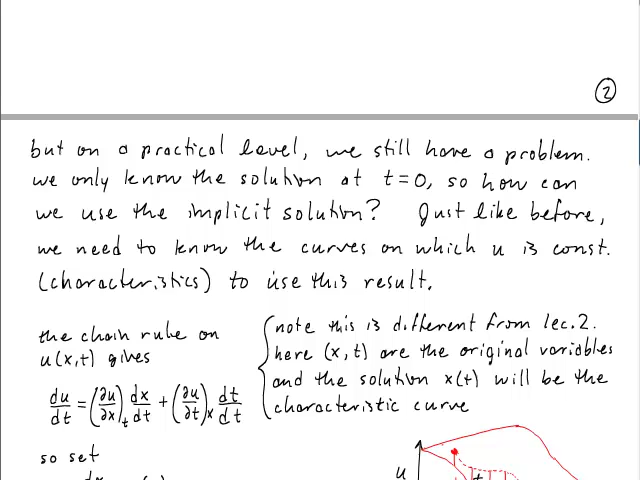 ②
but on a practical level, we still have a problem.
we only know the solution at t=0, so how can
we use the implicit solution? Just like before,
we need to know the curves on which u is const.
(characteristics) to use this result.
the chain rule on
u(x,t) gives
du/dt = (∂u/∂x)_t dx/dt + (∂u/∂t)_x dt/dt
note this is different from lec. 2.
here (x,t) are the original variables
and the solution x(t) will be the
characteristic curve
so set
u
t